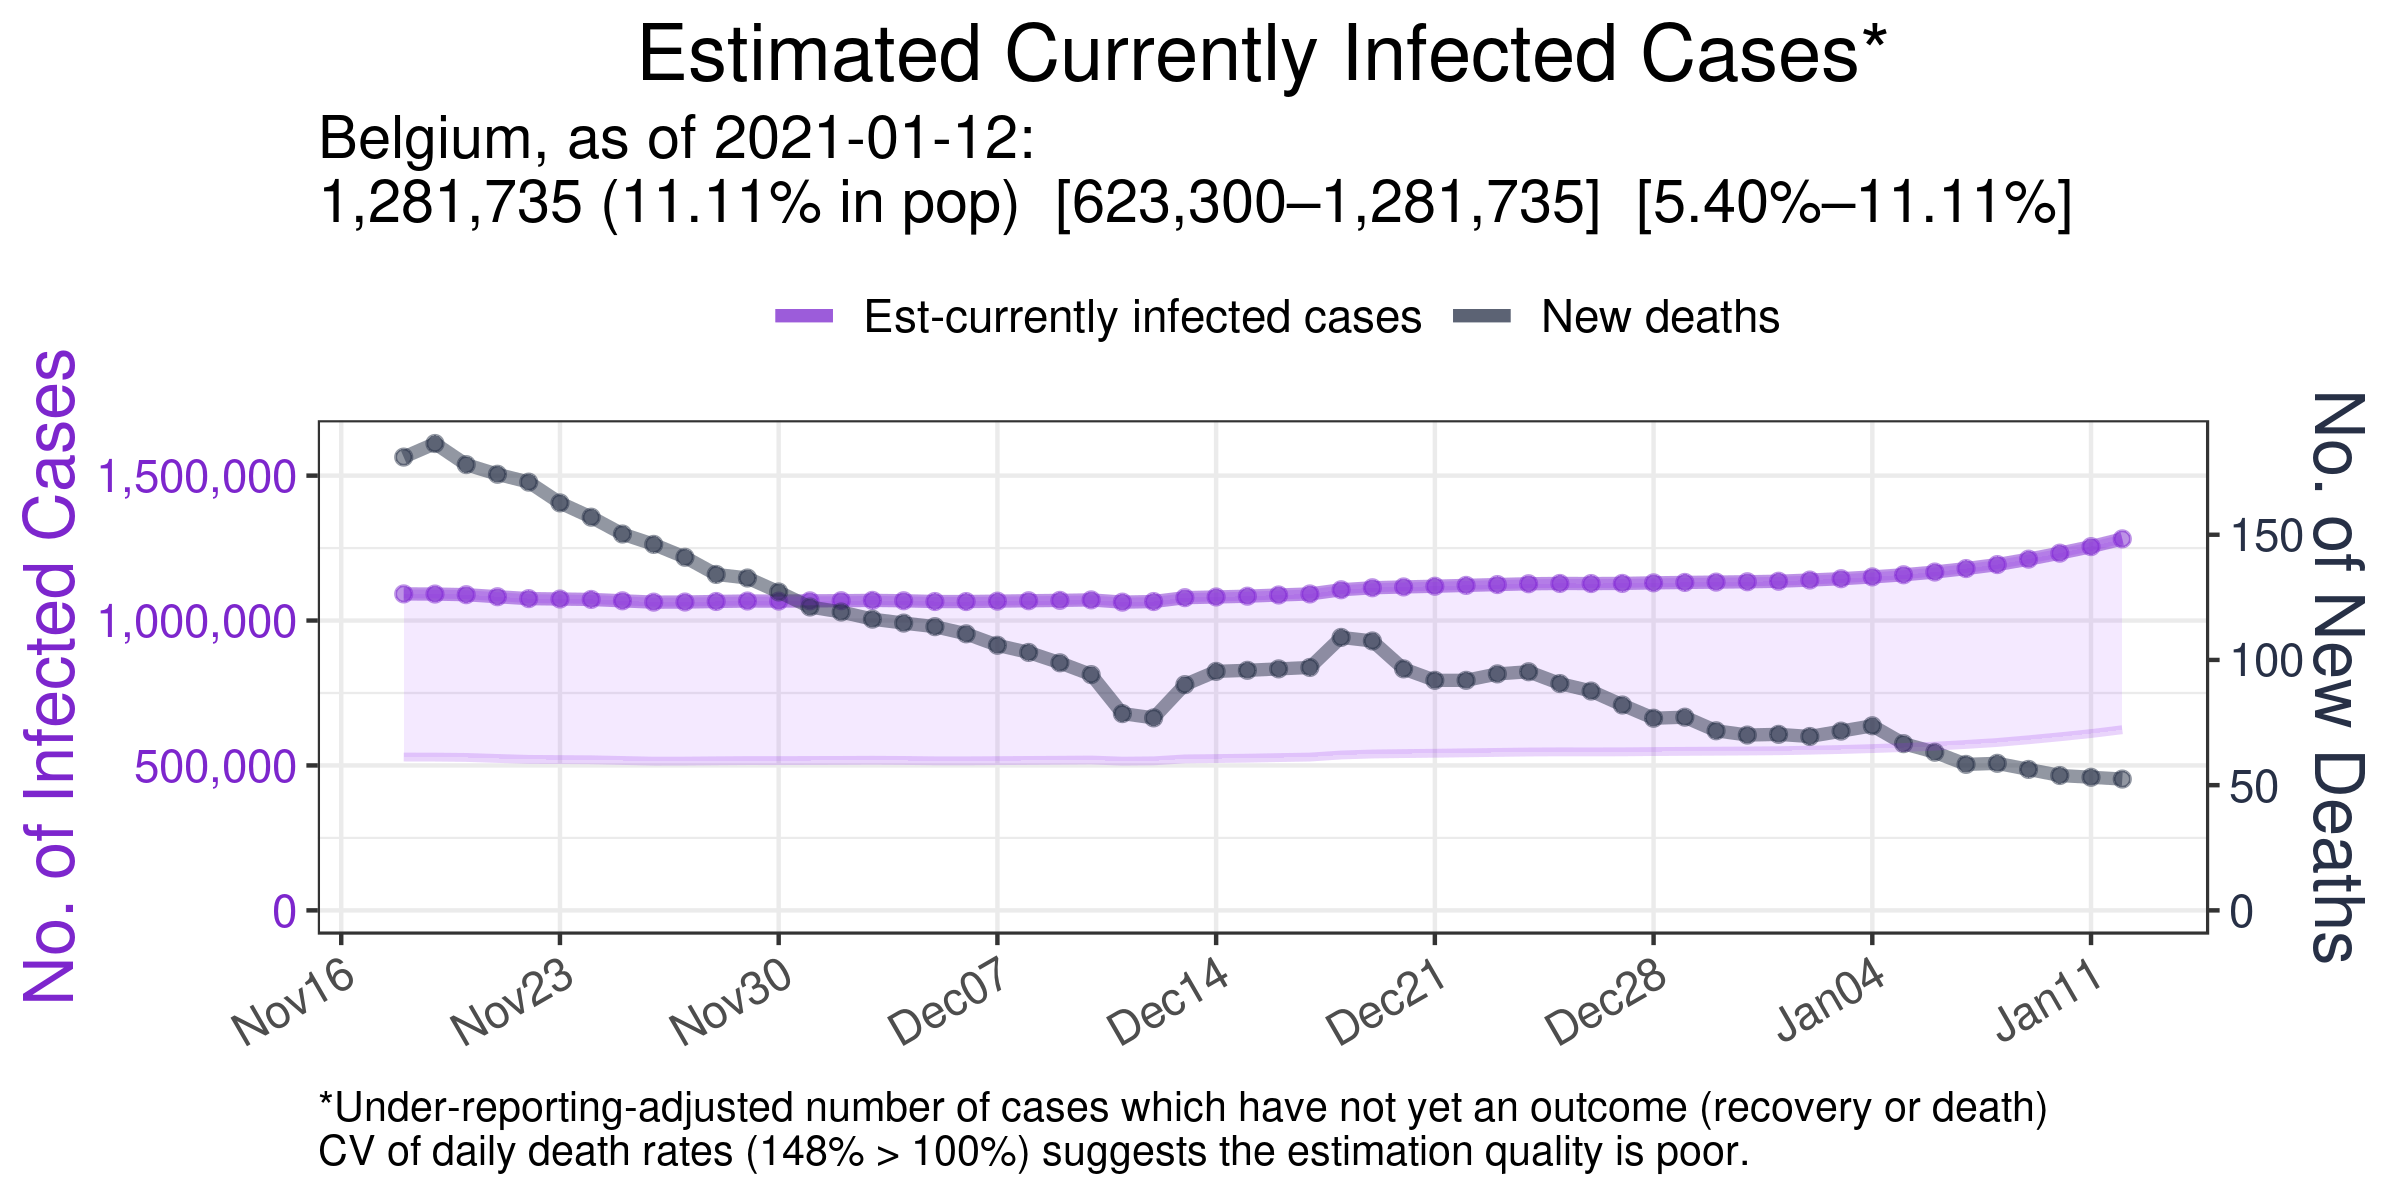 Estimated Currently Infected Cases*
Belgium, as of 2021-01-12:
1,281,735 (11.11% in pop)  [623,300–1,281,735]  [5.40%–11.11%]
Est-currently infected cases
New deaths
No. of Infected Cases
1,500,000
1,000,000
500,000
0
No. of New Deaths
150
100
50
0
Nov16
Nov23
Nov30
Dec07
Dec14
Dec21
Dec28
Jan04
Jan11
*Under-reporting-adjusted number of cases which have not yet an outcome (recovery or death)
CV of daily death rates (148% > 100%) suggests the estimation quality is poor.